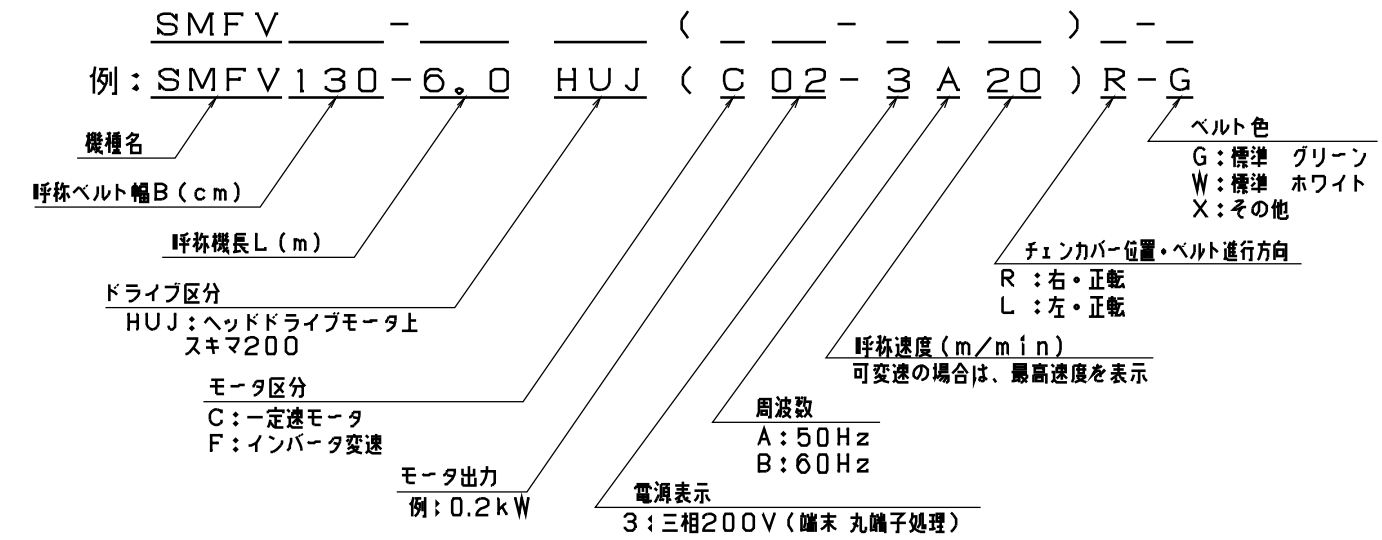 SMFV____-____ ____(_ __-_ _ __)_-_
例：SMFV130-6.0 HUJ(C02-3A20)R-G
機種名
呼称ベルト幅B(cm)
呼称機長L(m)
ドライブ区分
HUJ：ヘッドドライブモータ上
スキマ200
モータ区分
C：一定速モータ
F：インバータ変速
モータ出力
例：0.2kW
電源表示
3：三相200V(端末 丸端子処理)
周波数
A：50Hz
B：60Hz
呼称速度(m/min)
可変速の場合は、最高速度を表示
チェンカバー位置・ベルト進行方向
R ：右・正転
L ：左・正転
ベルト色
G：標準 グリーン
W：標準 ホワイト
X：その他